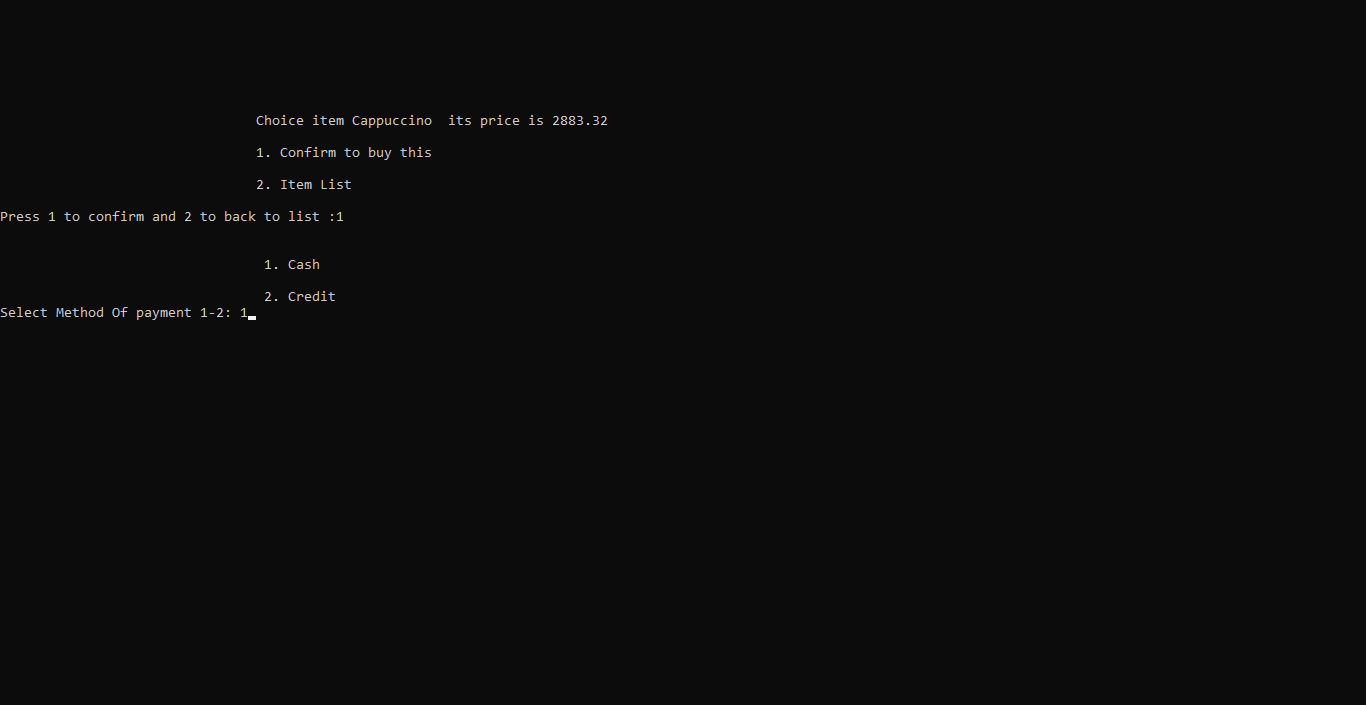 Choice item Cappuccino  its price is 2883.32
1. Confirm to buy this
2. Item List
Press 1 to confirm and 2 to back to list :1
1. Cash
2. Credit
Select Method Of payment 1-2: 1